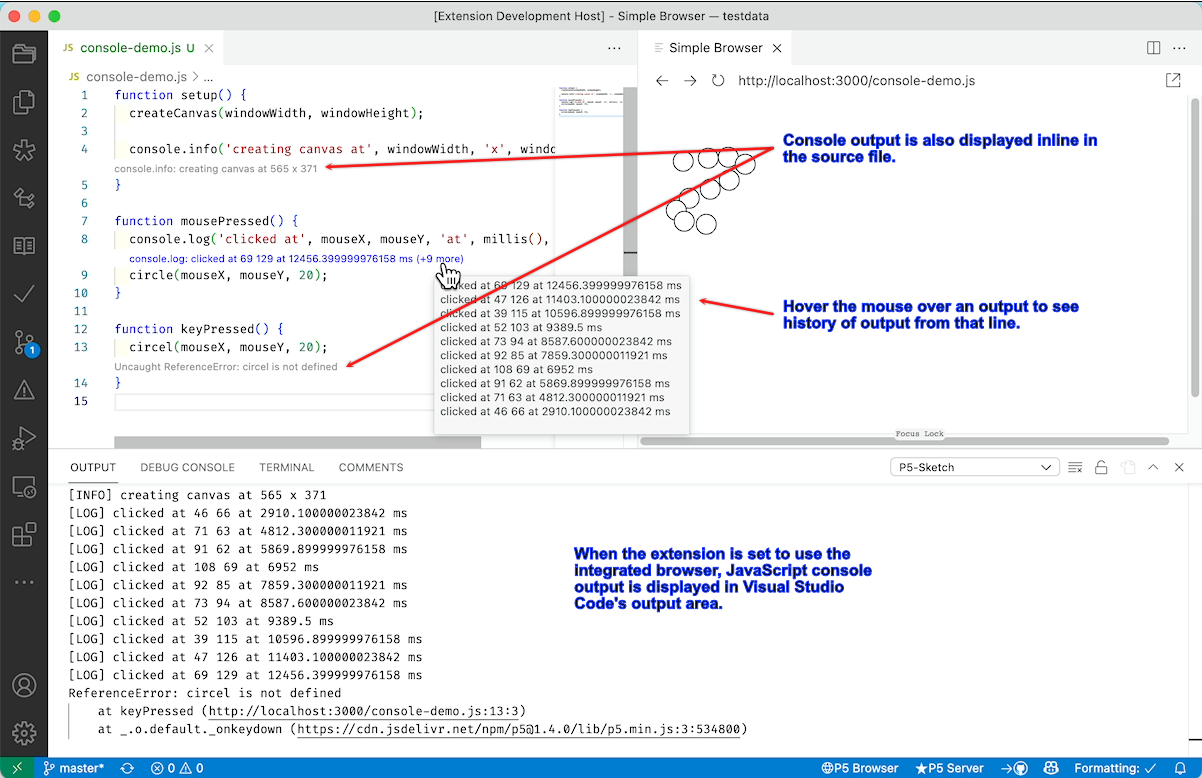 [Extension Development Host] - Simple Browser — testdata
JS console-demo.js U
Simple Browser
JS console-demo.js > ...
http://localhost:3000/console-demo.js
1 function setup() {
2 createCanvas(windowWidth, windowHeight);
3
4 console.info('creating canvas at', windowWidth, 'x', windo
console.info: creating canvas at 565 x 371
5 }
6
7 function mousePressed() {
8 console.log('clicked at', mouseX, mouseY, 'at', millis(),
console.log: clicked at 69 129 at 12456.399999976158 ms (+9 more)
9 circle(mouseX, mouseY, 20);
10 }
11
12 function keyPressed() {
13 circel(mouseX, mouseY, 20);
Uncaught ReferenceError: circel is not defined
14 }
15
Console output is also displayed inline in
the source file.
ked at 69 129 at 12456.399999976158 ms
clicked at 47 126 at 11403.100000023842 ms
clicked at 39 115 at 10596.899999976158 ms
clicked at 52 103 at 9389.5 ms
clicked at 73 94 at 8587.600000023842 ms
clicked at 92 85 at 7859.300000011921 ms
clicked at 108 69 at 6952 ms
clicked at 91 62 at 5869.899999976158 ms
clicked at 71 63 at 4812.300000011921 ms
clicked at 46 66 at 2910.100000023842 ms
Hover the mouse over an output to see
history of output from that line.
Focus Lock
OUTPUT DEBUG CONSOLE TERMINAL COMMENTS
P5-Sketch
[INFO] creating canvas at 565 x 371
[LOG] clicked at 46 66 at 2910.100000023842 ms
[LOG] clicked at 71 63 at 4812.300000011921 ms
[LOG] clicked at 91 62 at 5869.899999976158 ms
[LOG] clicked at 108 69 at 6952 ms
[LOG] clicked at 92 85 at 7859.300000011921 ms
[LOG] clicked at 73 94 at 8587.600000023842 ms
[LOG] clicked at 52 103 at 9389.5 ms
[LOG] clicked at 39 115 at 10596.899999976158 ms
[LOG] clicked at 47 126 at 11403.100000023842 ms
[LOG] clicked at 69 129 at 12456.399999976158 ms
ReferenceError: circel is not defined
at keyPressed (http://localhost:3000/console-demo.js:13:3)
at _.o.default._onkeydown (https://cdn.jsdelivr.net/npm/p5@1.4.0/lib/p5.min.js:3:534800)
When the extension is set to use the
integrated browser, JavaScript console
output is displayed in Visual Studio
Code's output area.
1
master* 0 0 P5 Browser P5 Server Formatting: ✓